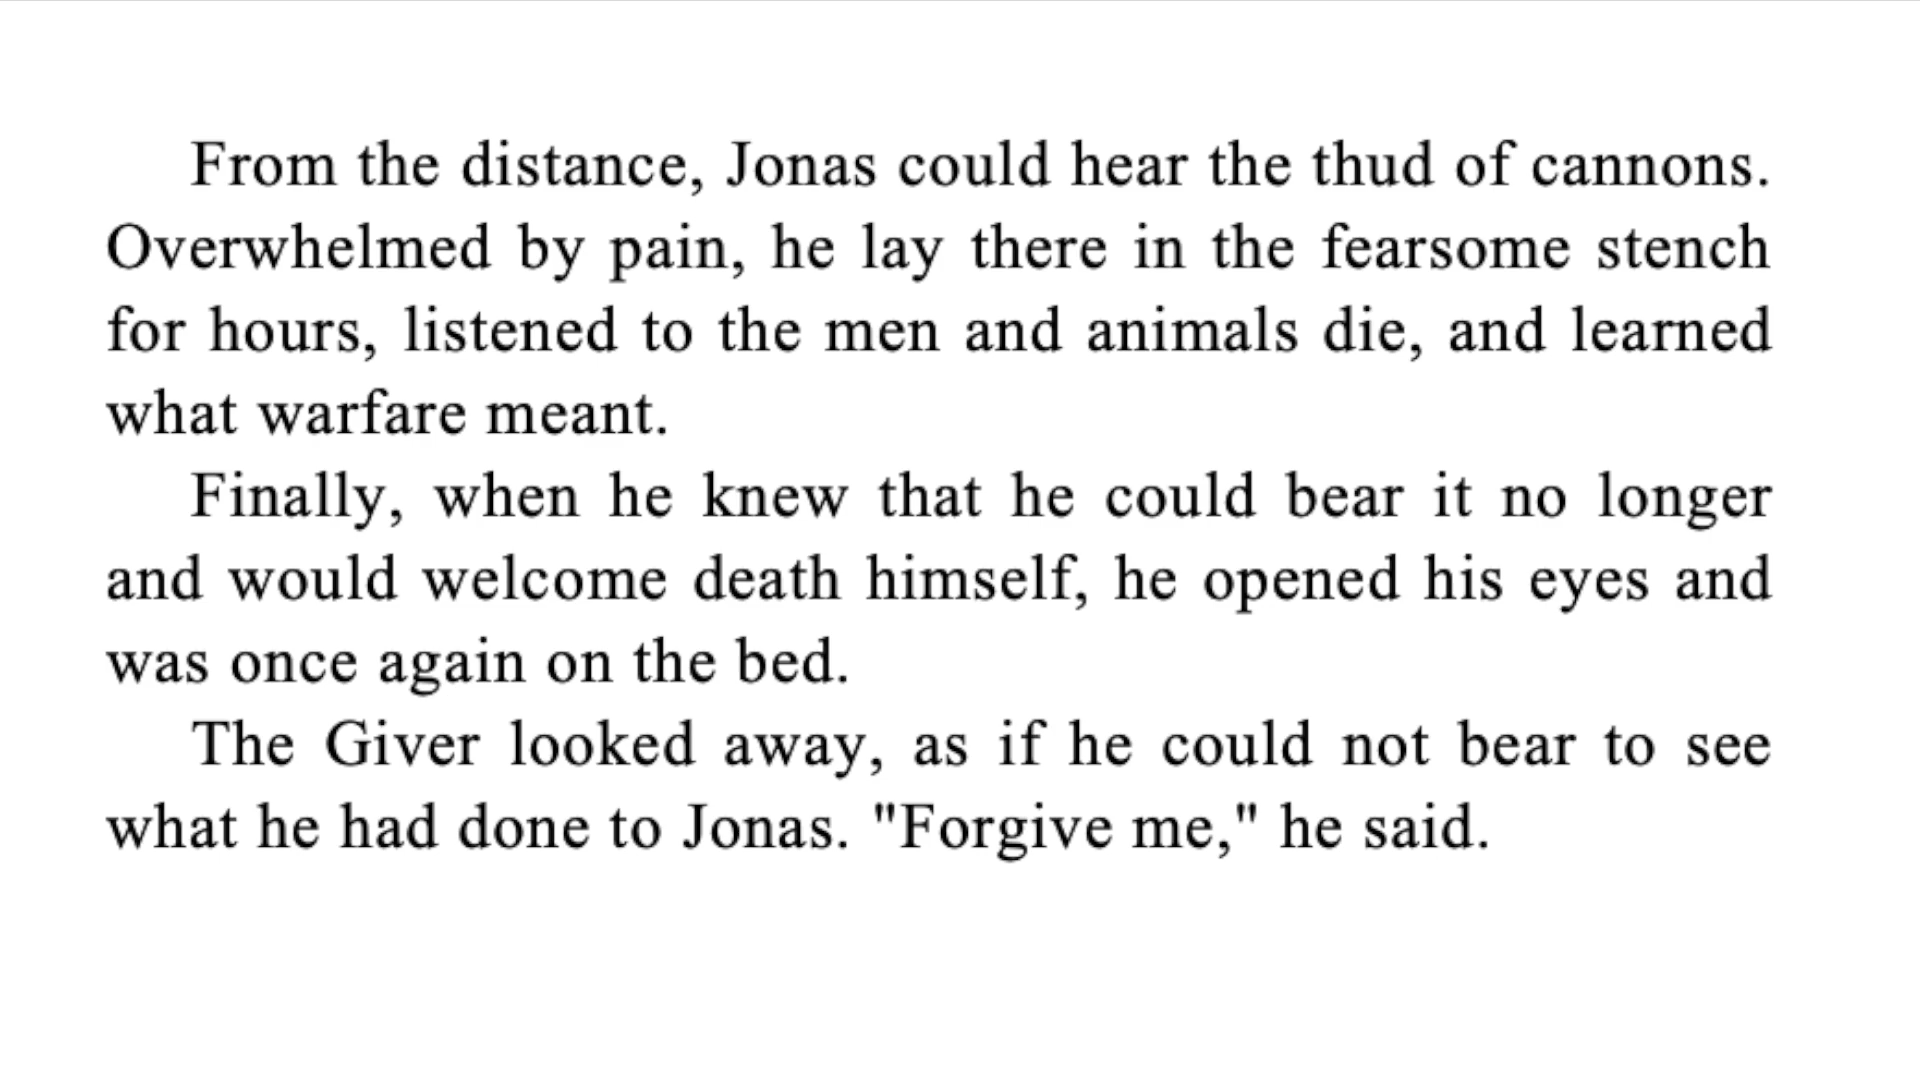 From the distance, Jonas could hear the thud of cannons.
Overwhelmed by pain, he lay there in the fearsome stench
for hours, listened to the men and animals die, and learned
what warfare meant.
Finally, when he knew that he could bear it no longer
and would welcome death himself, he opened his eyes and
was once again on the bed.
The Giver looked away, as if he could not bear to see
what he had done to Jonas. "Forgive me," he said.